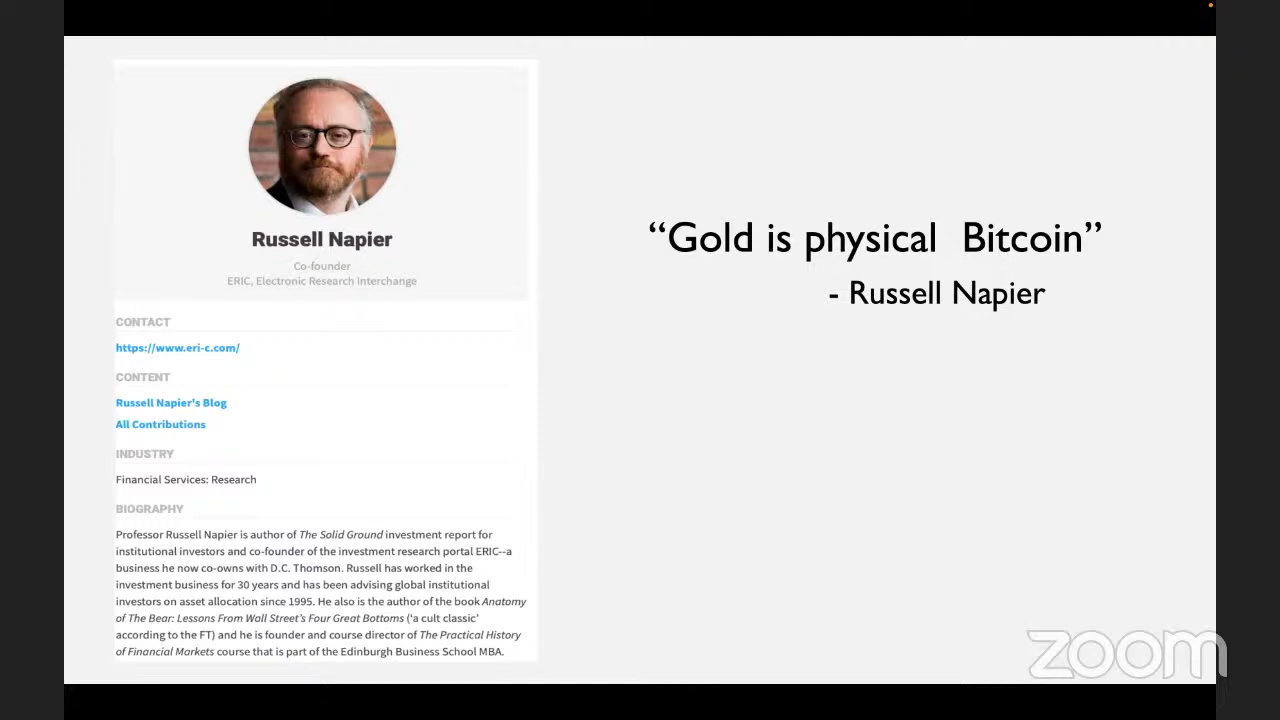 Russell Napier
Co-founder
ERIC, Electronic Research Interchange
CONTACT
https://www.eri-c.com/
CONTENT
Russell Napier's Blog
All Contributions
INDUSTRY
Financial Services: Research
BIOGRAPHY
Professor Russell Napier is author of The Solid Ground investment report for
institutional investors and co-founder of the investment research portal ERIC--a
business he now co-owns with D.C. Thomson. Russell has worked in the
investment business for 30 years and has been advising global institutional
investors on asset allocation since 1995. He also is the author of the book Anatomy
of The Bear: Lessons From Wall Street's Four Great Bottoms ('a cult classic'
according to the FT) and he is founder and course director of The Practical History
of Financial Markets course that is part of the Edinburgh Business School MBA.
“Gold is physical  Bitcoin”
- Russell Napier
zoom